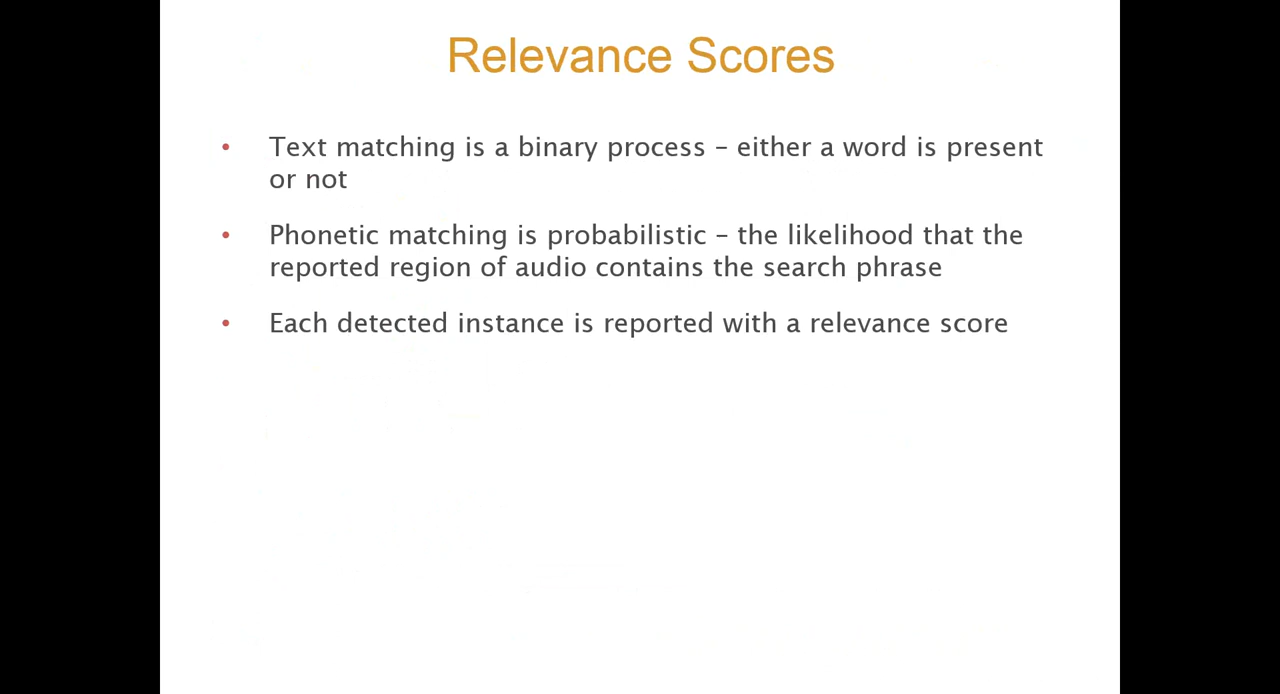 Relevance Scores
• Text matching is a binary process – either a word is present
or not
• Phonetic matching is probabilistic – the likelihood that the
reported region of audio contains the search phrase
• Each detected instance is reported with a relevance score